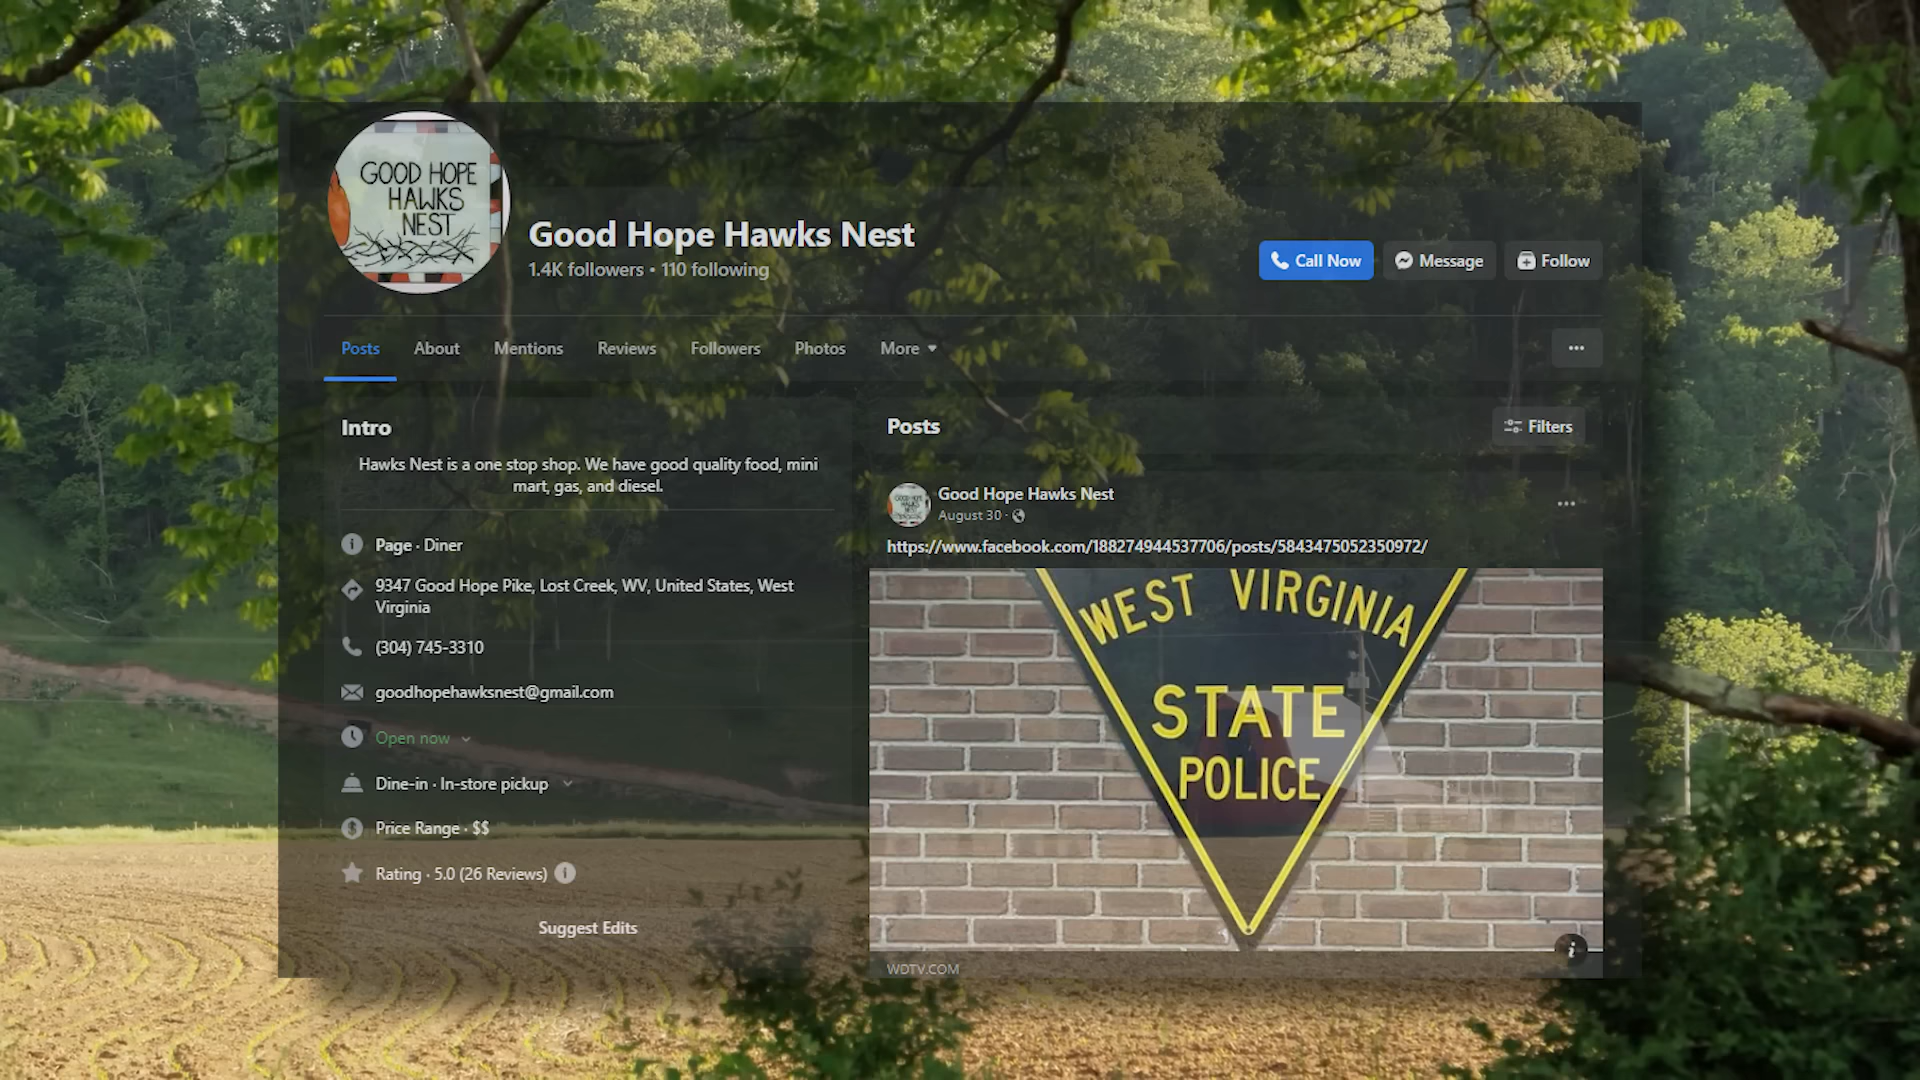 GOOD HOPE
HAWKS
NEST
Good Hope Hawks Nest
1.4K followers • 110 following
Call Now
Message
Follow
Posts
About
Mentions
Reviews
Followers
Photos
More
Intro
Hawks Nest is a one stop shop. We have good quality food, mini
mart, gas, and diesel.
Page · Diner
9347 Good Hope Pike, Lost Creek, WV, United States, West
Virginia
(304) 745-3310
goodhopehawksnest@gmail.com
Open now
Dine-in · In-store pickup
Price Range · $$
Rating · 5.0 (26 Reviews)
Suggest Edits
Posts
Filters
GOOD HOPE
HAWKS
NEST
Good Hope Hawks Nest
August 30 ·
https://www.facebook.com/188274944537706/posts/5843475052350972/
WEST VIRGINIA
STATE
POLICE
WDTV.COM